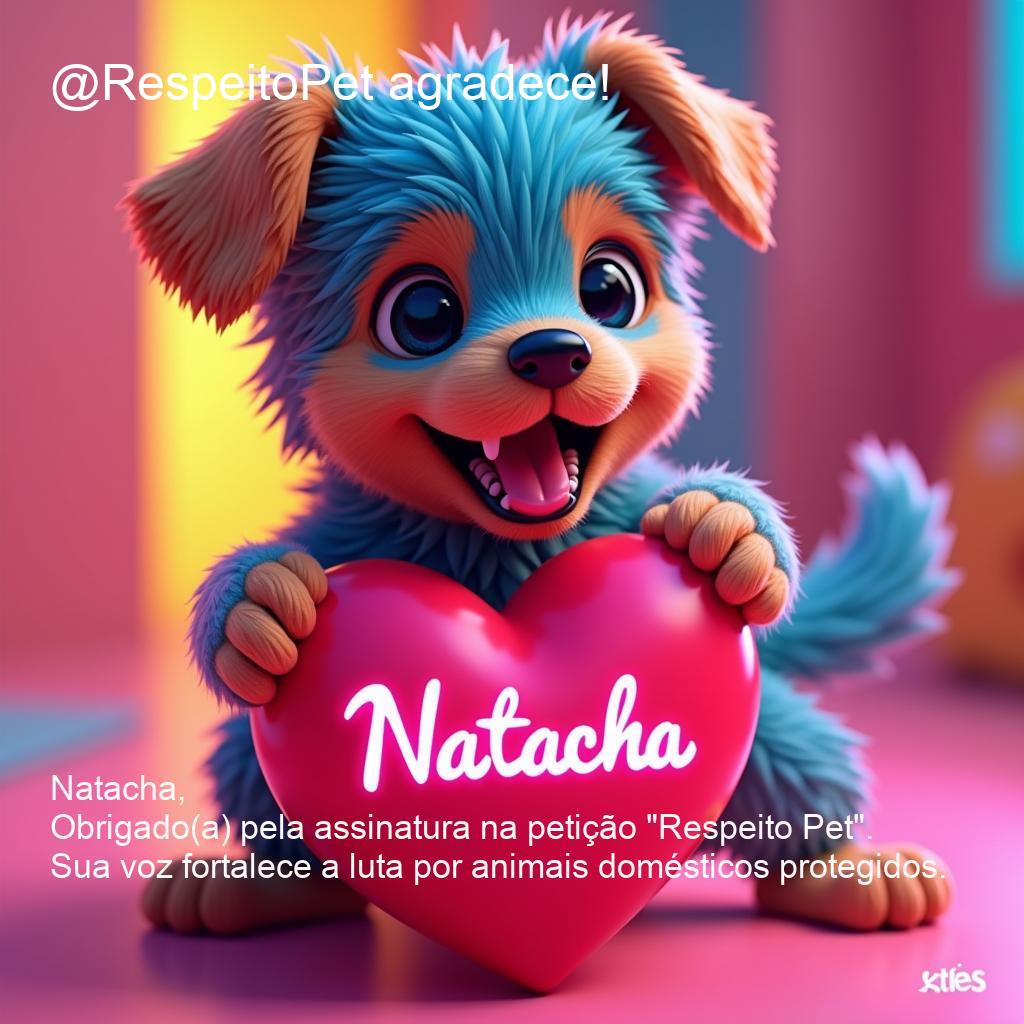 @RespeitoPet agradece!
Natacha
Natacha,
Obrigado(a) pela assinatura na petição "Respeito Pet".
Sua voz fortalece a luta por animais domésticos protegidos.